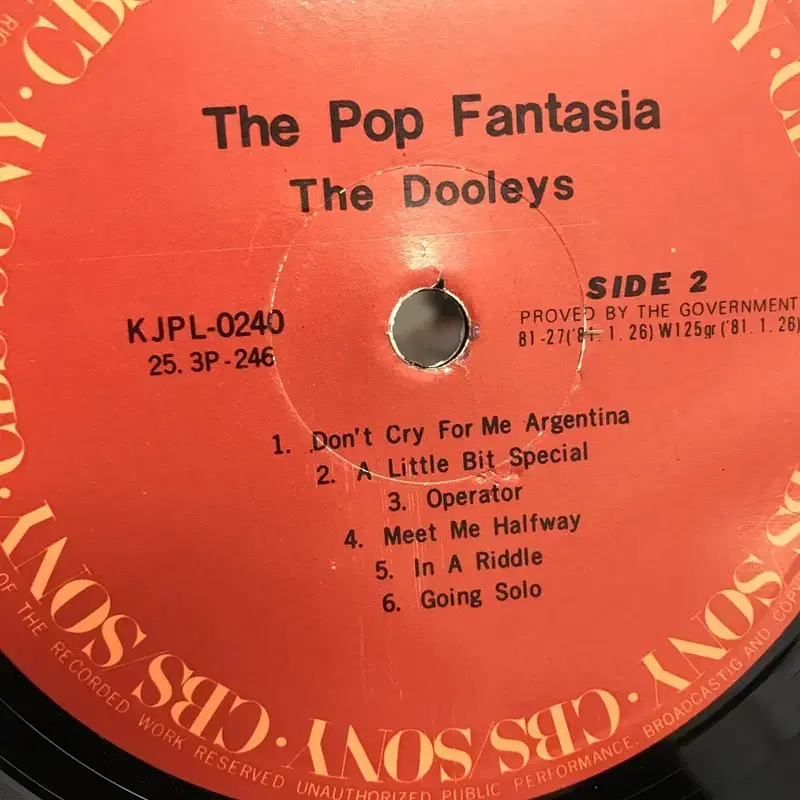 The Pop Fantasia
The Dooleys
SIDE 2
KJPL-0240
25. 3P-246
PROVED BY THE GOVERNMENT
81-27('81. 1. 26) W125gr ('81. 1. 26)
1. Don't Cry For Me Argentina
2. A Little Bit Special
3. Operator
4. Meet Me Halfway
5. In A Riddle
6. Going Solo
CBS/SONY · CBS/SONY · CBS/SONY · CBS/SONY
OF THE RECORDED WORK RESERVED UNAUTHORIZED PUBLIC PERFORMANCE. BROADCASTIG AND